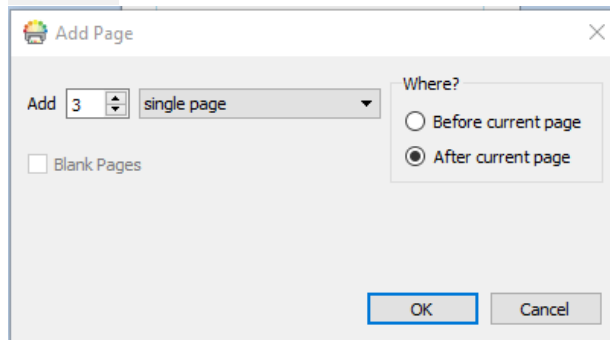 Add Page
Add 3 single page
Blank Pages
Where?
Before current page
After current page
OK Cancel